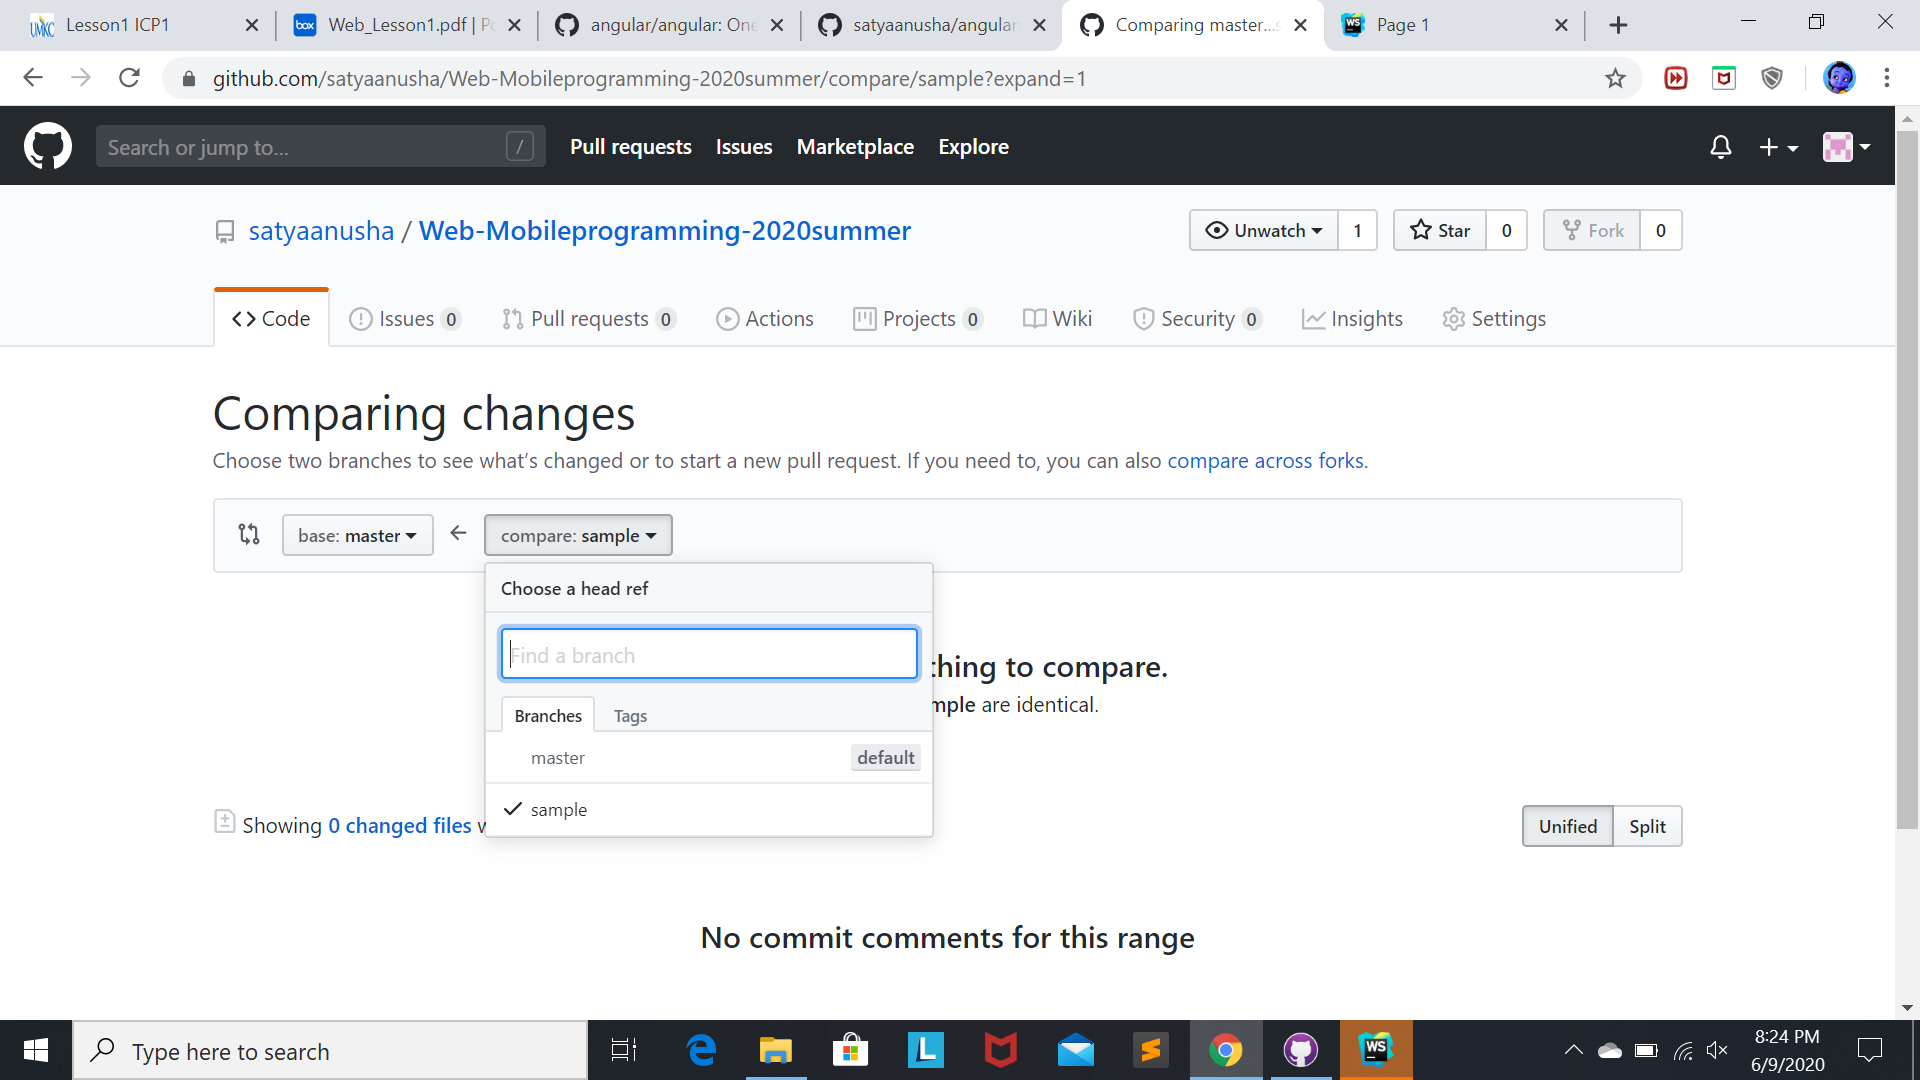 Lesson1 ICP1
Web_Lesson1.pdf | Po
angular/angular: One
satyaanusha/angular
Comparing master...s
Page 1
github.com/satyaanusha/Web-Mobileprogramming-2020summer/compare/sample?expand=1
Search or jump to...
/
Pull requests
Issues
Marketplace
Explore
satyaanusha / Web-Mobileprogramming-2020summer
Unwatch
1
Star
0
Fork
0
Code
Issues 0
Pull requests 0
Actions
Projects 0
Wiki
Security 0
Insights
Settings
Comparing changes
Choose two branches to see what’s changed or to start a new pull request. If you need to, you can also compare across forks.
base: master
compare: sample
Choose a head ref
Find a branch
thing to compare.
mple are identical.
Branches
Tags
master
default
sample
Showing 0 changed files w
Unified
Split
No commit comments for this range
Type here to search
8:24 PM
6/9/2020
UMKC
box
WS
L
WS